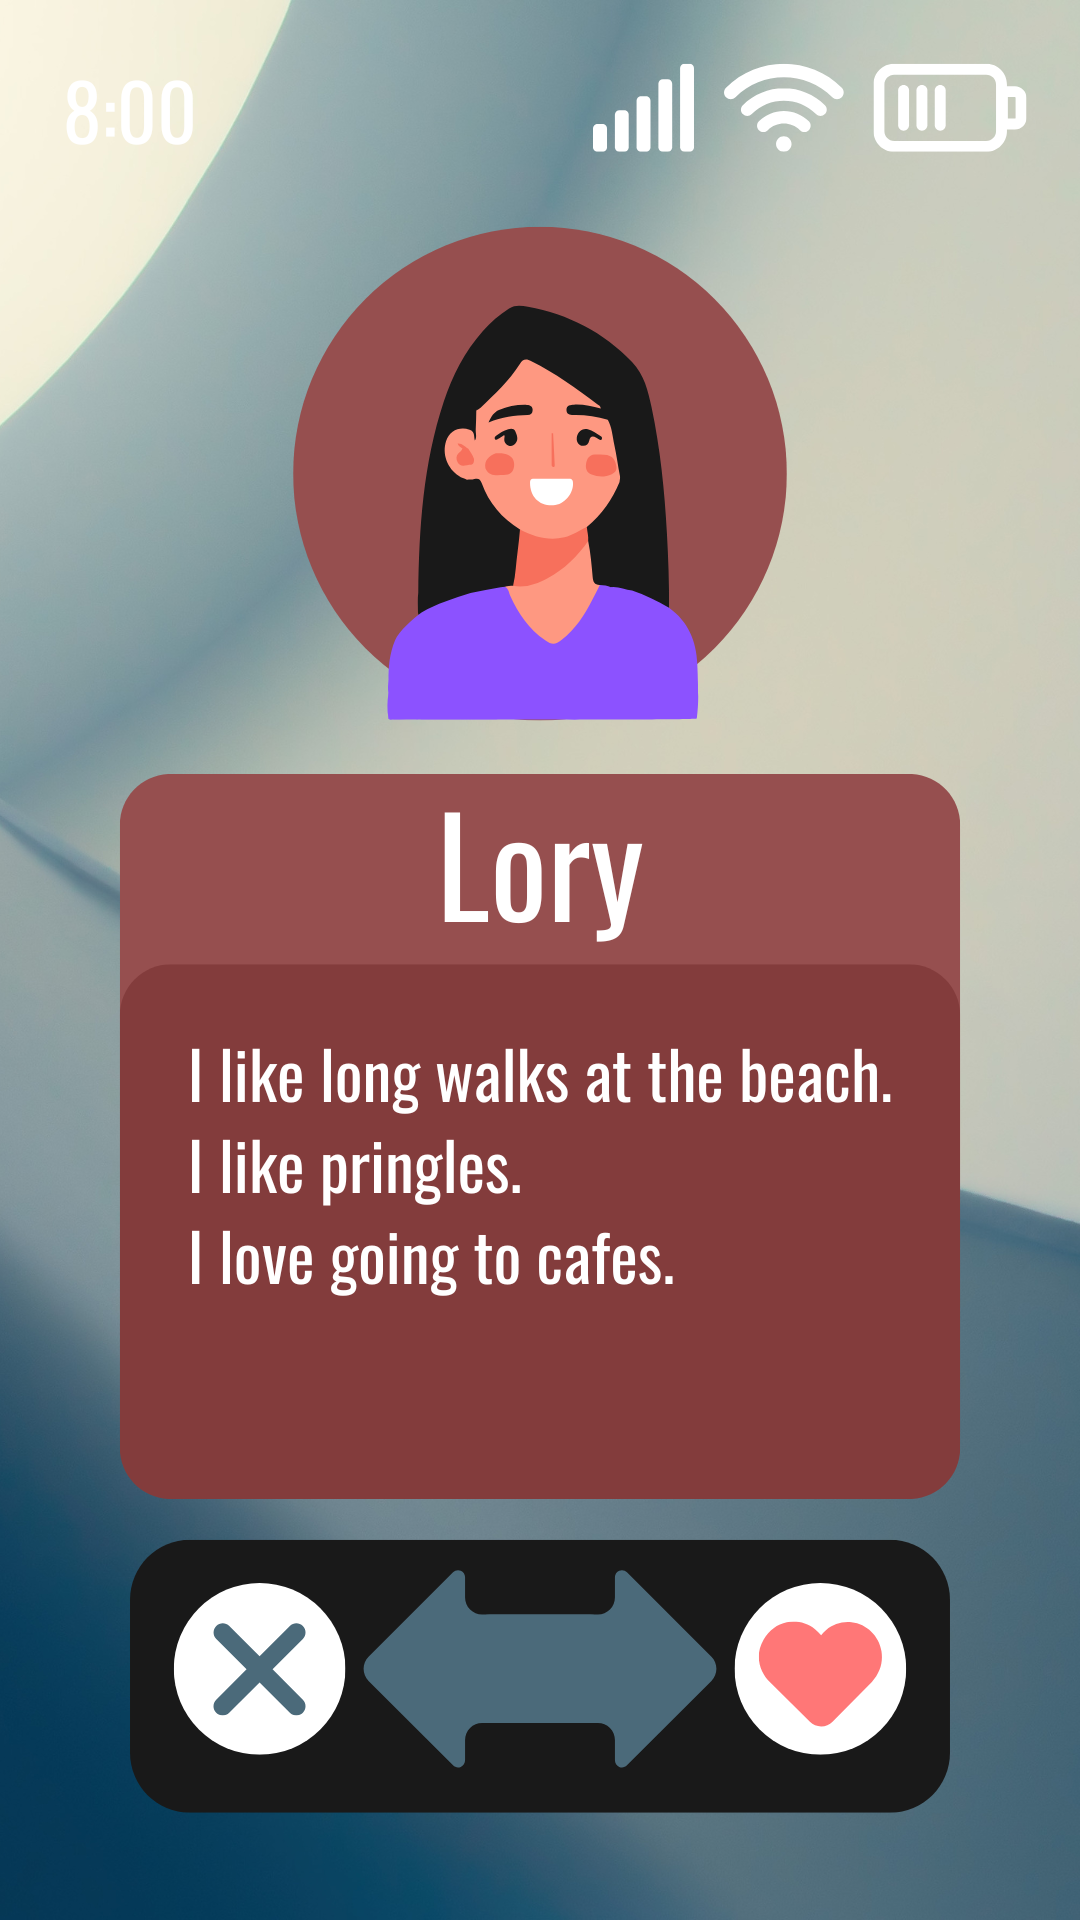 8:00
Lory
I like long walks at the beach.
I like pringles.
I love going to cafes.